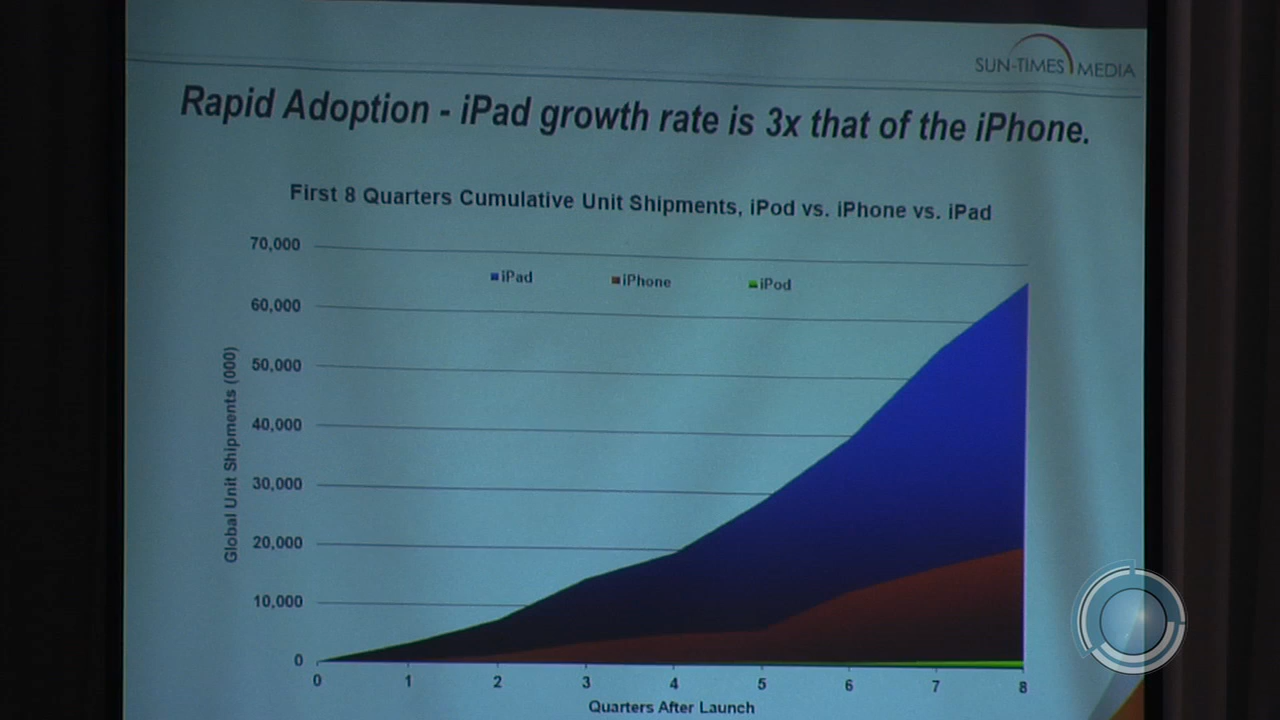 SUN-TIMES MEDIA
Rapid Adoption - iPad growth rate is 3x that of the iPhone.
First 8 Quarters Cumulative Unit Shipments, iPod vs. iPhone vs. iPad
70,000
iPad iPhone iPod
60,000
50,000
40,000
30,000
20,000
10,000
0
Global Unit Shipments (000)
0 1 2 3 4 5 6 7 8
Quarters After Launch